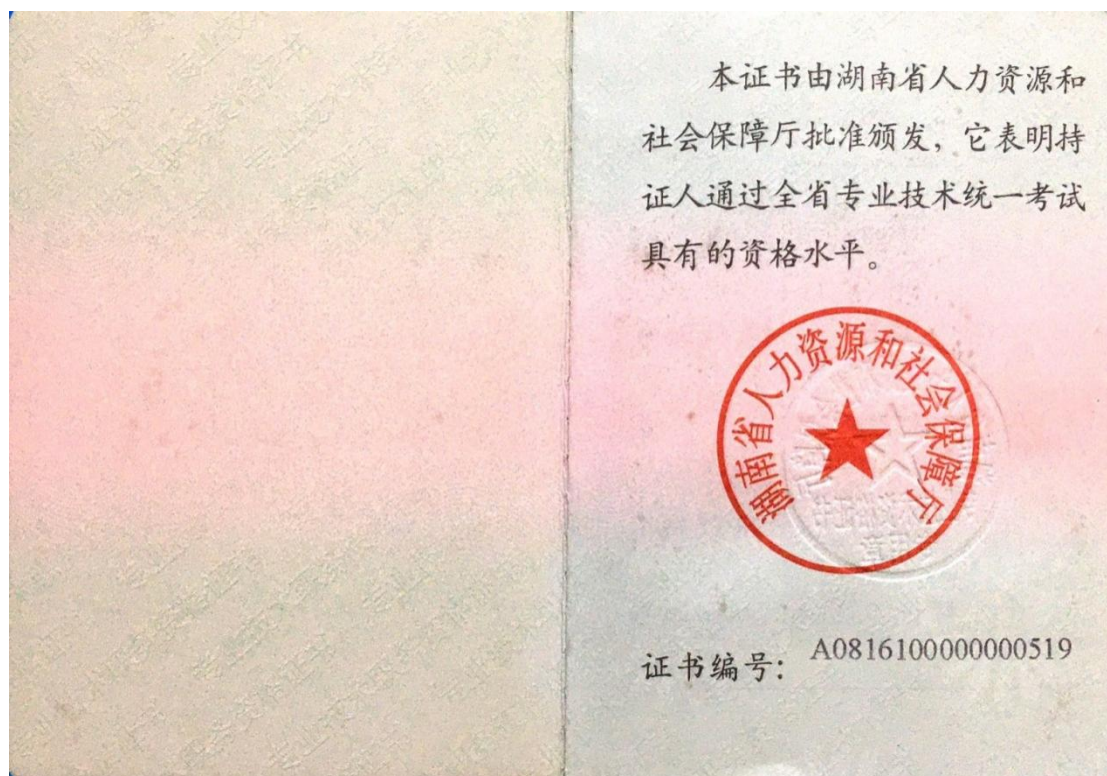 本证书由湖南省人力资源和
社会保障厅批准颁发，它表明持
证人通过全省专业技术统一考试
具有的资格水平。
湖南省人力资源和社会保障厅
证书编号：A0816100000000519